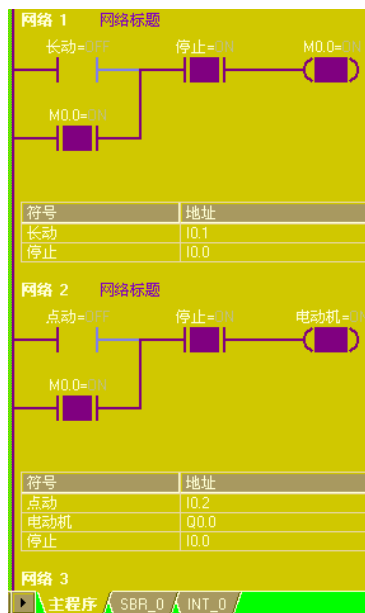 网络 1 网络标题
长动=OFF 停止=ON M0.0=ON
M0.0=ON
符号 地址
长动 I0.1
停止 I0.0
网络 2 网络标题
点动=OFF 停止=ON 电动机=
M0.0=ON
符号 地址
点动 I0.2
电动机 Q0.0
停止 I0.0
网络 3
主程序 SBR_0 INT_0